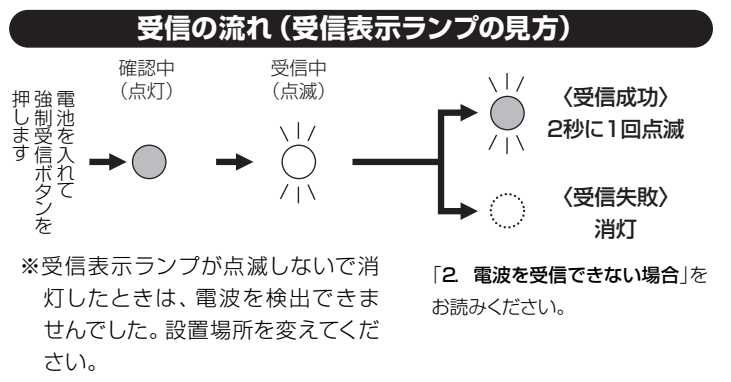 受信の流れ（受信表示ランプの見方）
電池を入れて
強制受信ボタンを
押します
確認中
（点灯）
受信中
（点滅）
〈受信成功〉
2秒に1回点滅
〈受信失敗〉
消灯
※受信表示ランプが点滅しないで消
灯したときは、電波を検出できま
せんでした。設置場所を変えてくだ
さい。
「2. 電波を受信できない場合」を
お読みください。